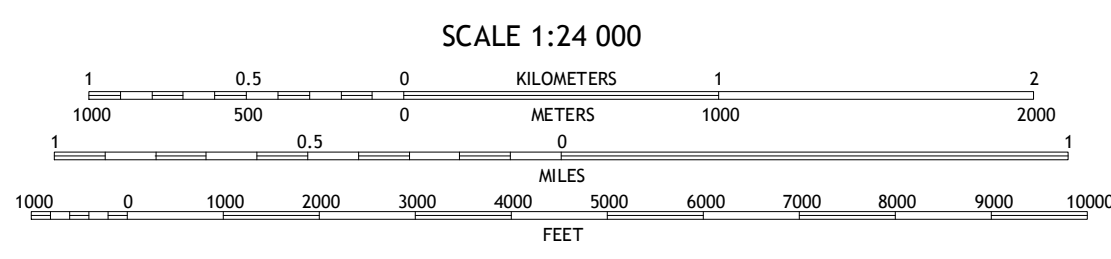 SCALE 1:24 000
1 0.5 0 KILOMETERS 1 2
1000 500 0 METERS 1000 2000
1 0.5 0 1
MILES
1000 0 1000 2000 3000 4000 5000 6000 7000 8000 9000 10000
FEET